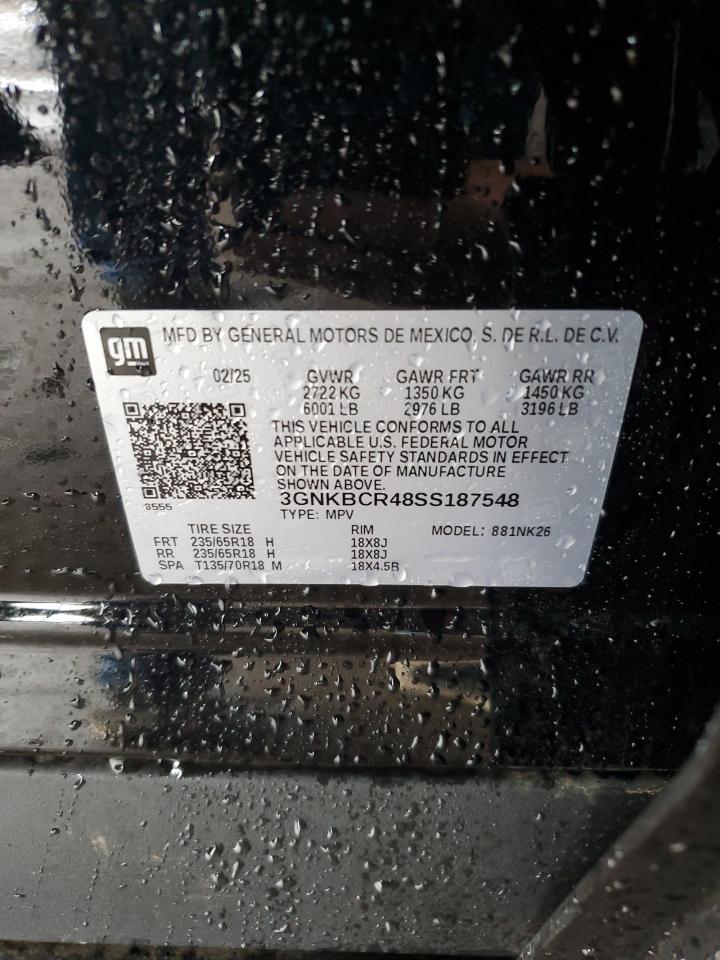 gm MFD BY GENERAL MOTORS DE MEXICO, S. DE R.L. DE C.V.
02/25 GVWR GAWR FRT GAWR RR
2722 KG 1350 KG 1450 KG
6001 LB 2976 LB 3196 LB
THIS VEHICLE CONFORMS TO ALL
APPLICABLE U.S. FEDERAL MOTOR
VEHICLE SAFETY STANDARDS IN EFFECT
ON THE DATE OF MANUFACTURE
SHOWN ABOVE.
3GNKBCR48SS187548
3555
TYPE: MPV
TIRE SIZE RIM MODEL: 881NK26
FRT 235/65R18 H 18X8J
RR 235/65R18 H 18X8J
SPA T135/70R18 M 18X4.5B